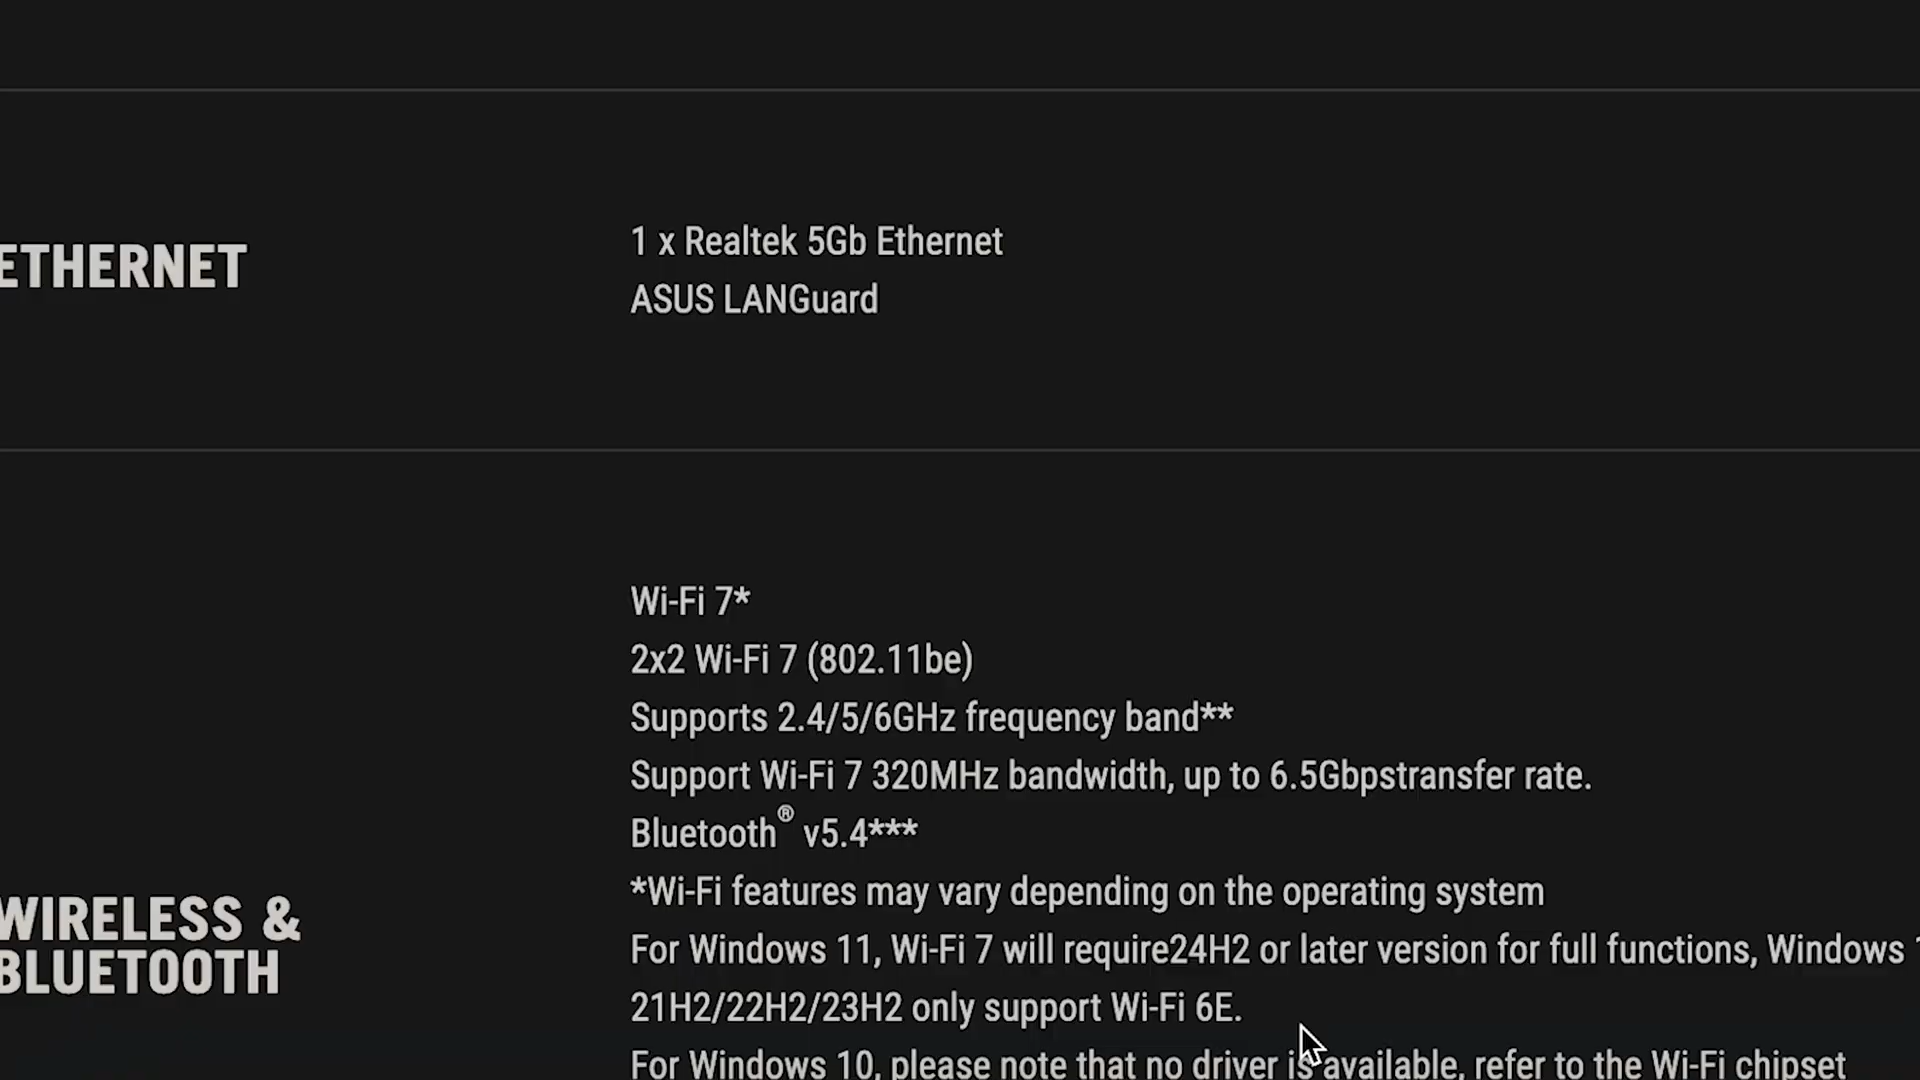 ETHERNET
1 x Realtek 5Gb Ethernet
ASUS LANGuard
WIRELESS &
BLUETOOTH
Wi-Fi 7*
2x2 Wi-Fi 7 (802.11be)
Supports 2.4/5/6GHz frequency band**
Support Wi-Fi 7 320MHz bandwidth, up to 6.5Gbpstransfer rate.
Bluetooth® v5.4***
*Wi-Fi features may vary depending on the operating system
For Windows 11, Wi-Fi 7 will require24H2 or later version for full functions, Windows
21H2/22H2/23H2 only support Wi-Fi 6E.
For Windows 10, please note that no driver is available, refer to the Wi-Fi chipset